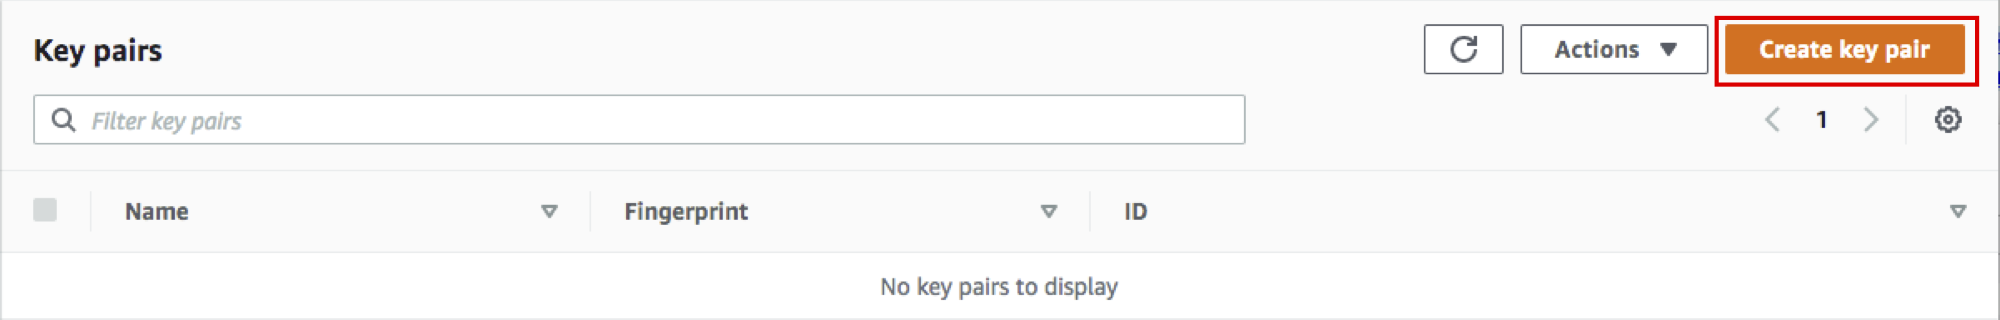 Key pairs
Actions
Create key pair
Filter key pairs
1
Name
Fingerprint
ID
No key pairs to display